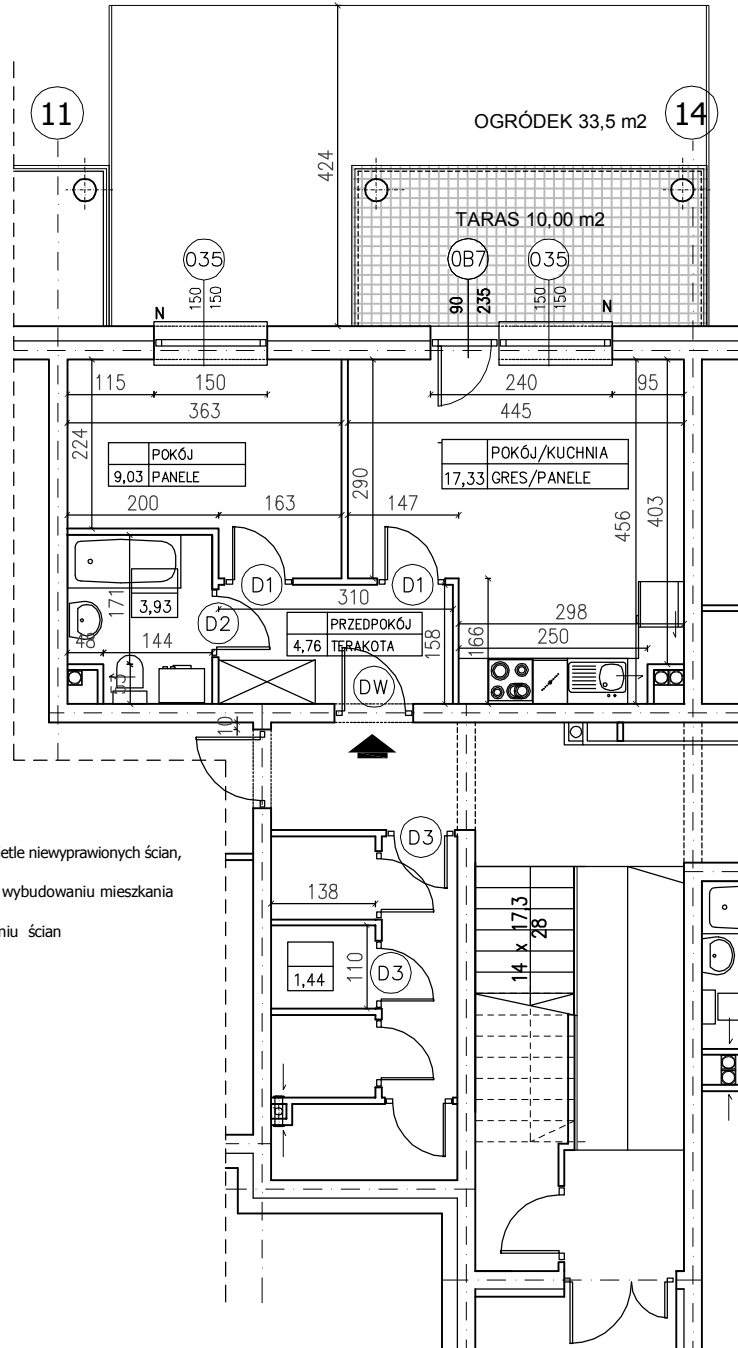 11
14
OGRÓDEK 33,5 m2
424
TARAS 10,00 m2
035
0B7
035
150
150
90
235
150
150
N
N
115
150
240
95
363
445
224
POKÓJ
9,03 PANELE
POKÓJ/KUCHNIA
17,33 GRES/PANELE
290
200
163
147
456
403
D1
D1
3,93
171
310
D2
PRZEDPOKÓJ
4,76 TERAKOTA
158
166
298
250
48
144
DW
10
D3
etle niewyprawionych ścian,
wybudowaniu mieszkania
niu ścian
138
14 x 17,3
28
1,44
110
D3